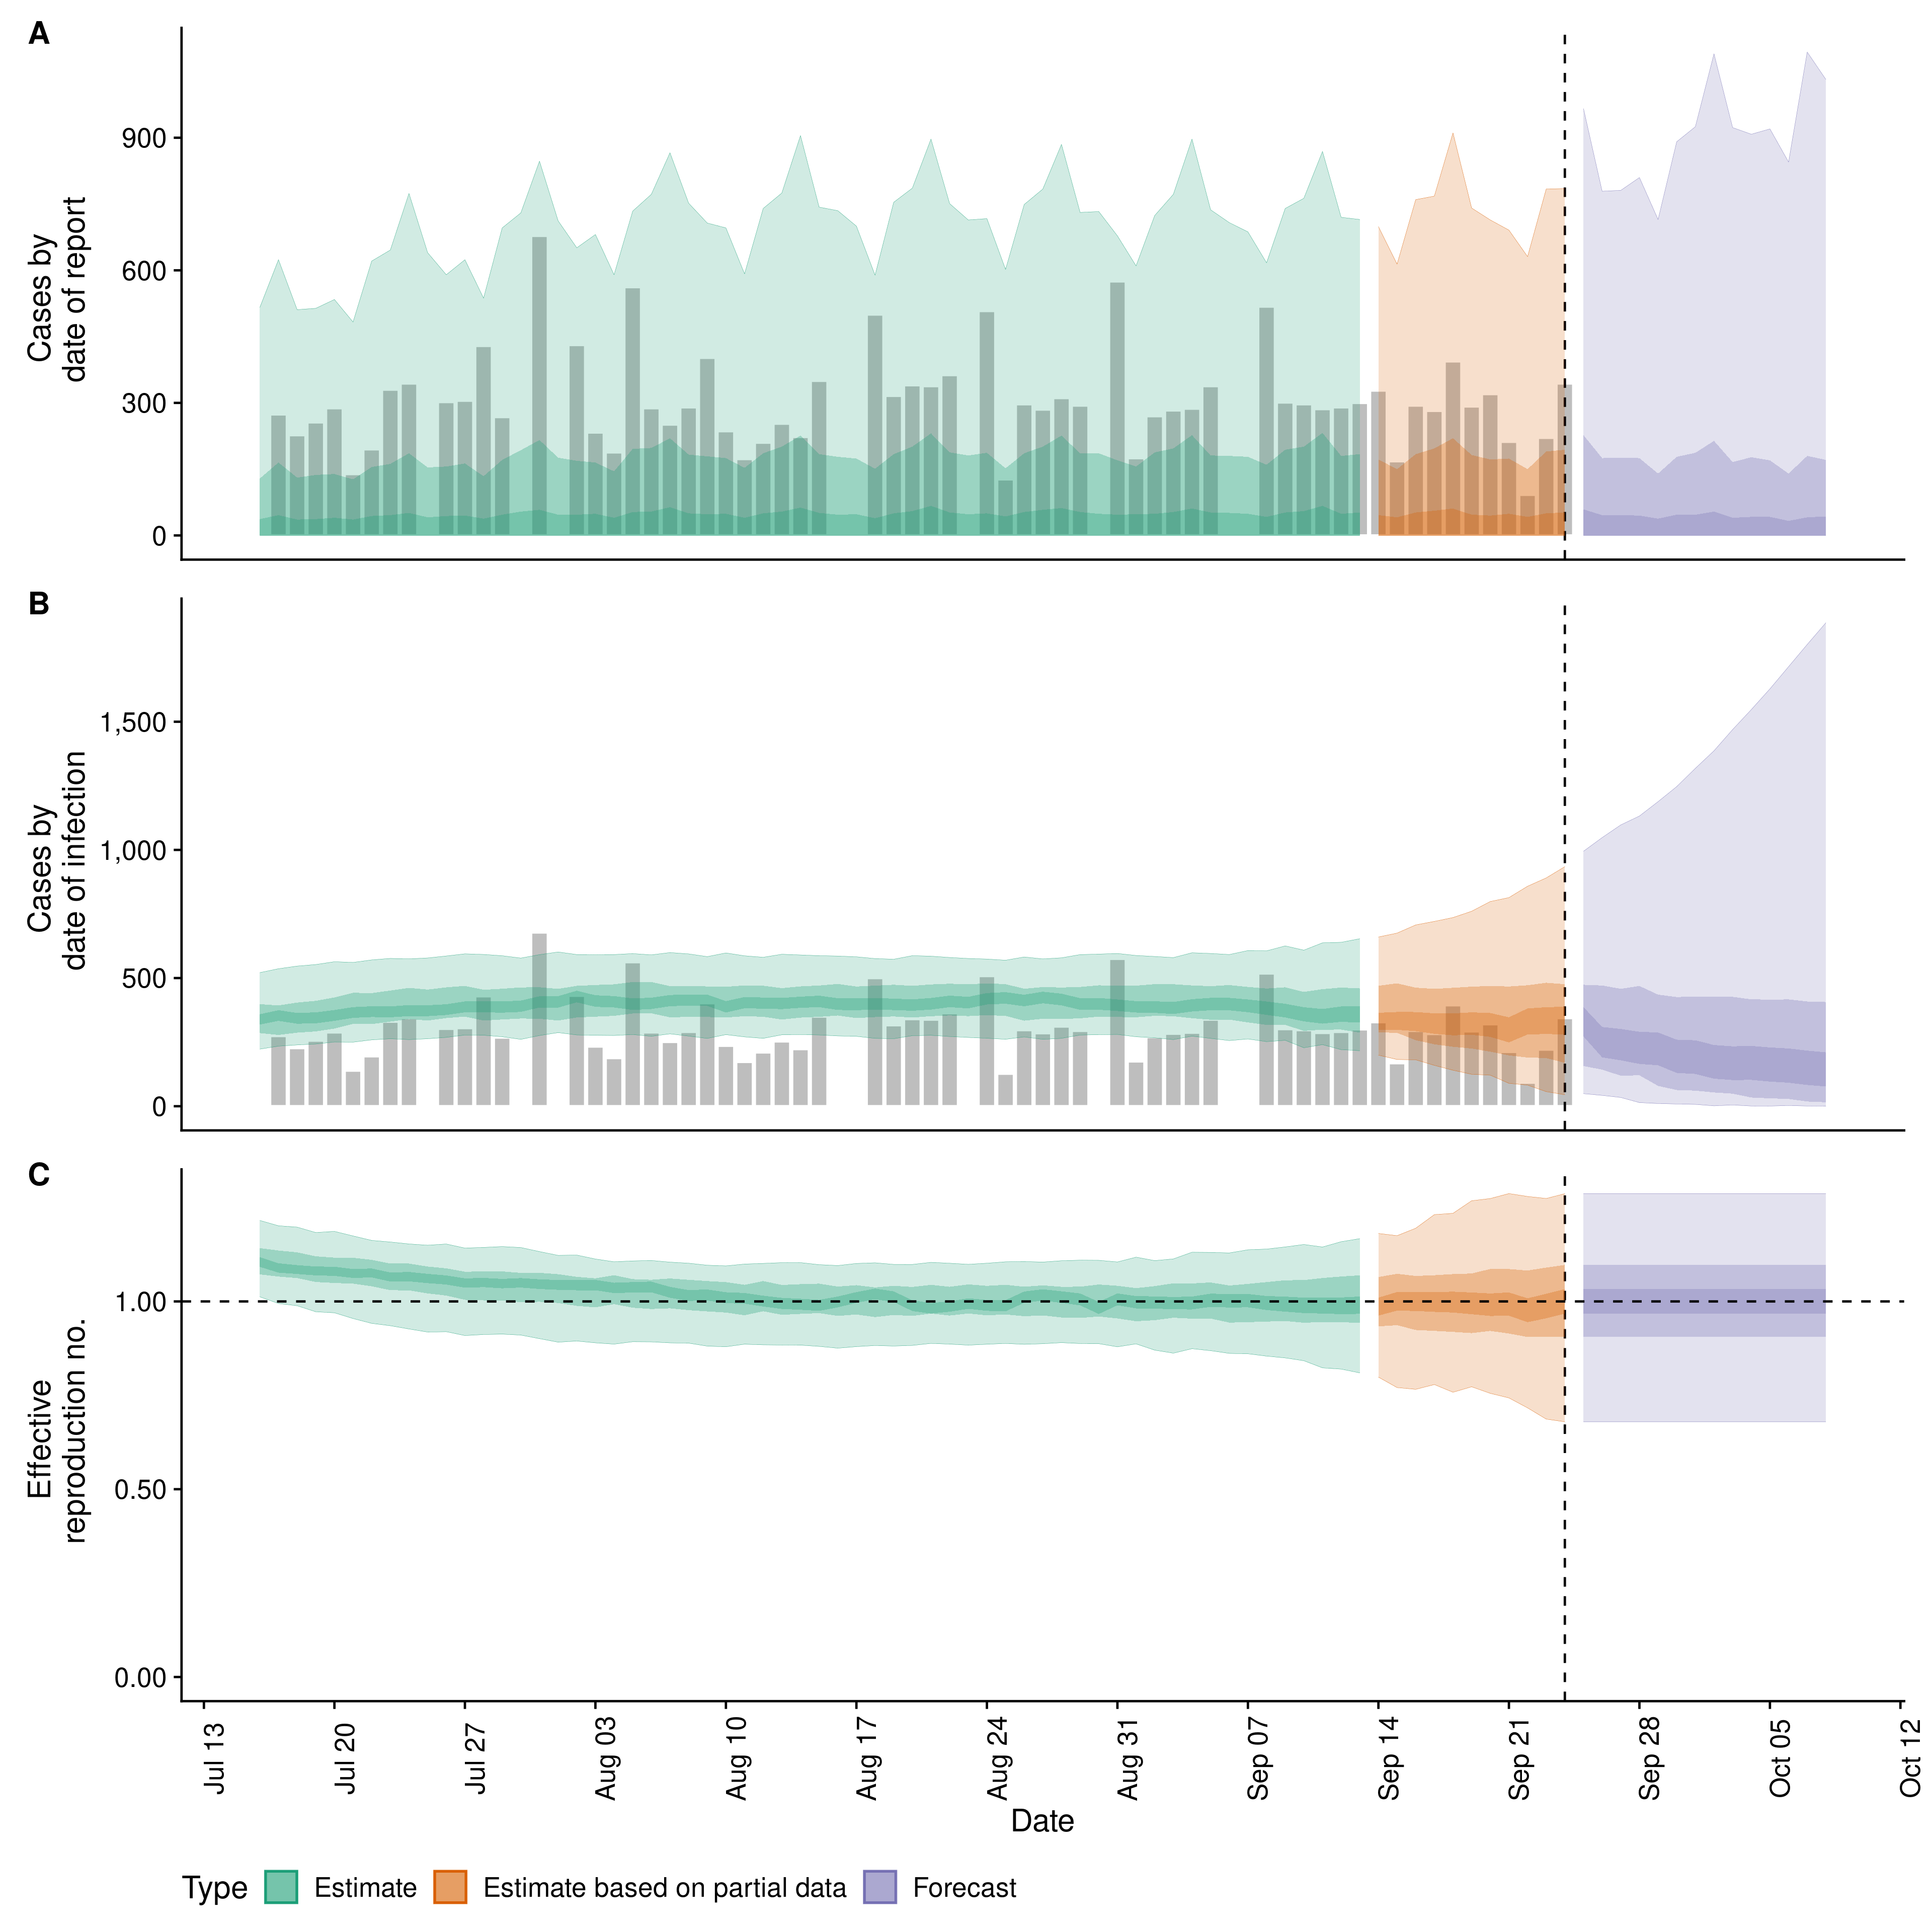 A
Cases by
date of report
900
600
300
0
B
Cases by
date of infection
1,500
1,000
500
0
C
Effective
reproduction no.
1.00
0.50
0.00
Jul 13
Jul 20
Jul 27
Aug 03
Aug 10
Aug 17
Aug 24
Aug 31
Sep 07
Sep 14
Sep 21
Sep 28
Oct 05
Oct 12
Date
Type Estimate Estimate based on partial data Forecast